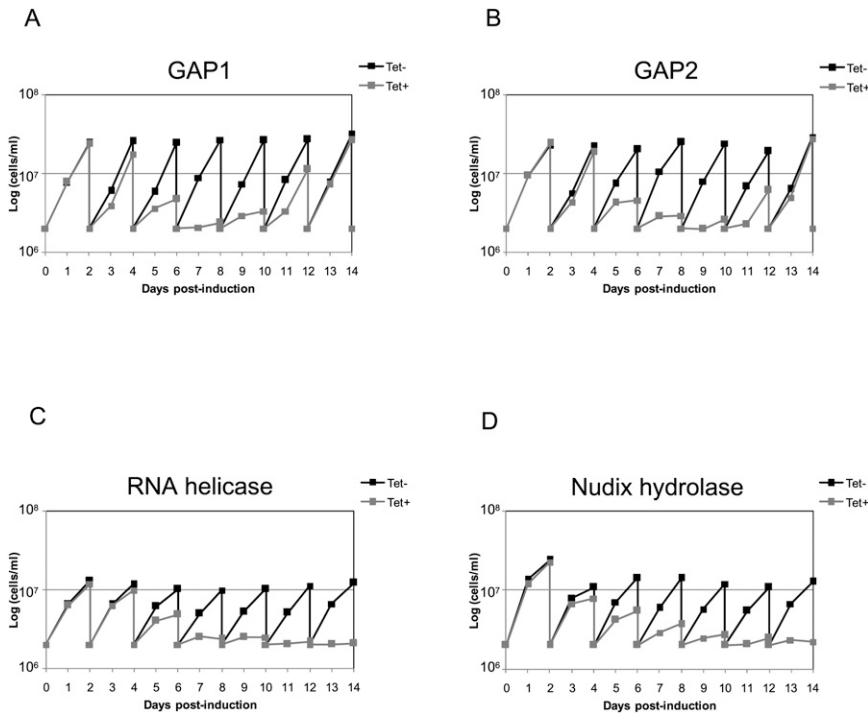 A
GAP1
Tet-
Tet+
10⁸
10⁷
10⁶
Log (cells/ml)
0 1 2 3 4 5 6 7 8 9 10 11 12 13 14
Days post-induction
B
GAP2
Tet-
Tet+
10⁸
10⁷
10⁶
Log (cells/ml)
0 1 2 3 4 5 6 7 8 9 10 11 12 13 14
Days post-induction
C
RNA helicase
Tet-
Tet+
10⁸
10⁷
10⁶
Log (cells/ml)
0 1 2 3 4 5 6 7 8 9 10 11 12 13 14
Days post-induction
D
Nudix hydrolase
Tet-
Tet+
10⁸
10⁷
10⁶
Log (cells/ml)
0 1 2 3 4 5 6 7 8 9 10 11 12 13 14
Days post-induction